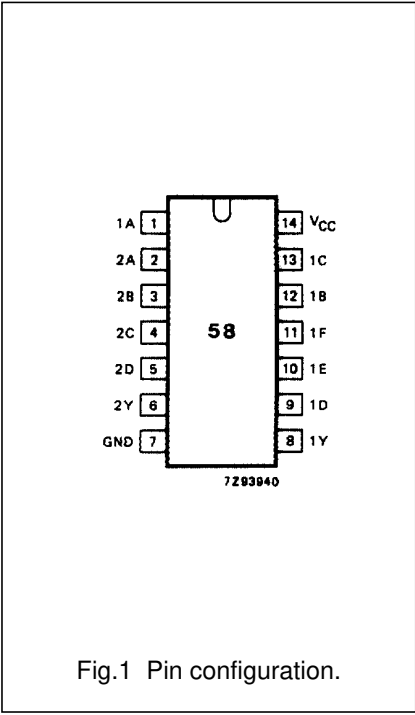 1A 1 14 VCC
2A 2 13 1C
2B 3 12 1B
2C 4 58 11 1F
2D 5 10 1E
2Y 6 9 1D
GND 7 8 1Y
7Z93940
Fig.1 Pin configuration.